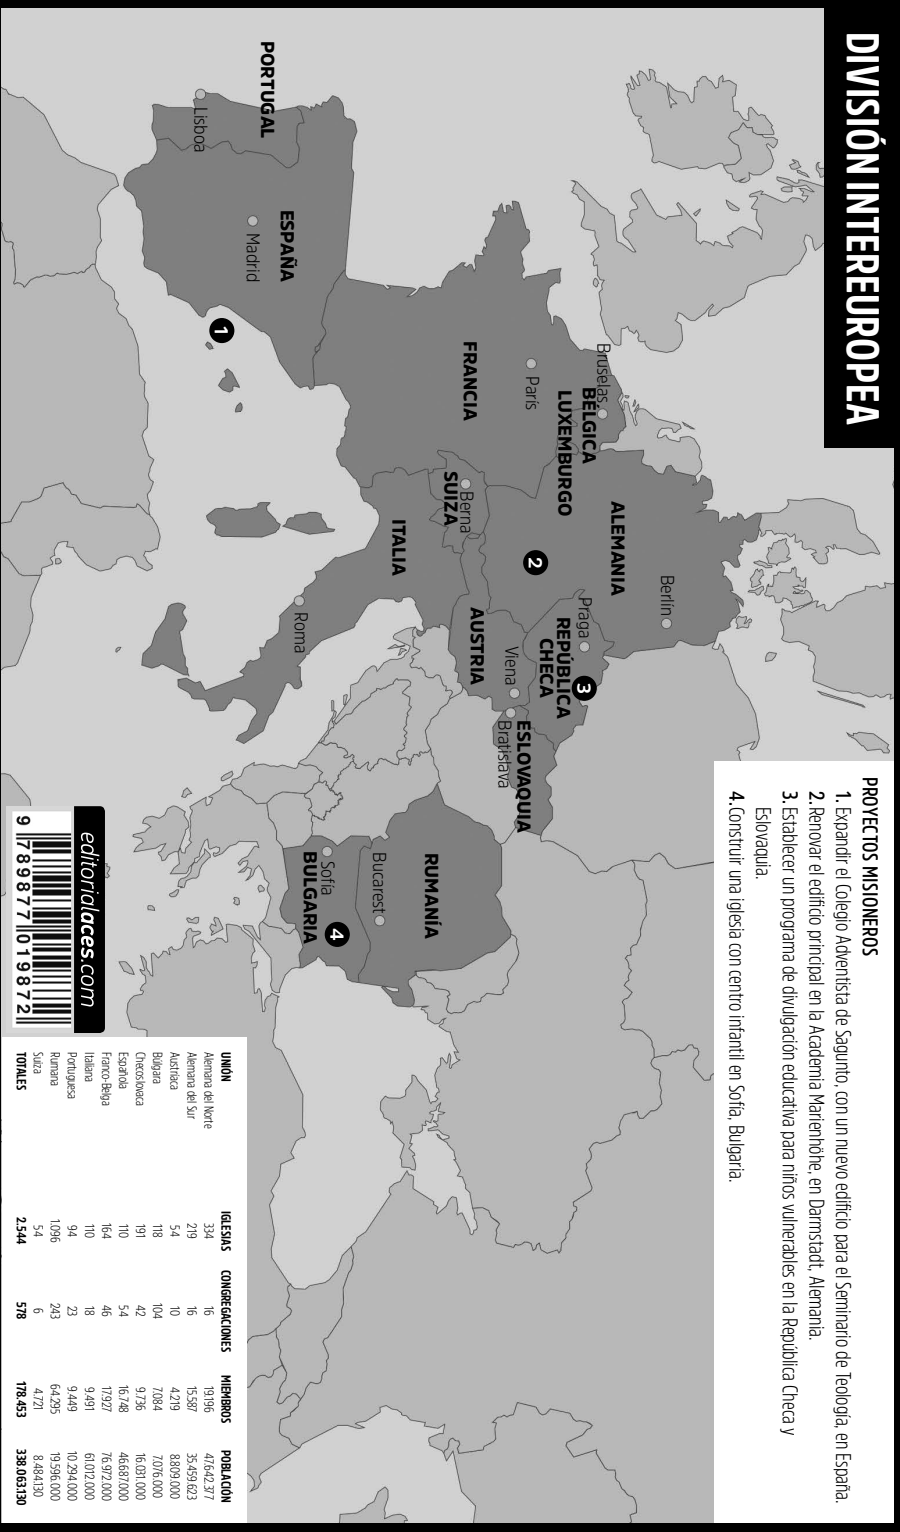 DIVISIÓN INTEREUROPEA
PORTUGAL
Lisboa
ESPAÑA
Madrid
1
FRANCIA
París
Bruselas
BÉLGICA
LUXEMBURGO
SUIZA
Berna
ITALIA
Roma
ALEMANIA
Berlín
2
Praga
REPÚBLICA
CHECA
3
AUSTRIA
Viena
ESLOVAQUIA
Bratislava
RUMANÍA
Bucarest
Sofía
BULGARIA
4
PROYECTOS MISIONEROS
1. Expandir el Colegio Adventista de Sagunto, con un nuevo edificio para el Seminario de Teología, en España.
2. Renovar el edificio principal en la Academia Marienhöhe, en Darmstadt, Alemania.
3. Establecer un programa de divulgación educativa para niños vulnerables en la República Checa y
Eslovaquia.
4. Construir una iglesia con centro infantil en Sofía, Bulgaria.
editorialaces.com
9 789877 019872
UNIÓN IGLESIAS CONGREGACIONES MIEMBROS POBLACIÓN
Alemana del Norte 334 16 19.196 47.642.377
Alemana del Sur 219 16 15.587 35.459.623
Austríaca 54 10 4.219 8.809.000
Búlgara 118 104 7.084 7.076.000
Checoslovaca 191 42 9.736 16.031.000
Española 110 54 16.748 46.687.000
Franco-Belga 164 46 17.927 76.972.000
Italiana 110 18 9.491 61.012.000
Portuguesa 94 23 9.449 10.294.000
Rumana 1.096 243 64.295 19.596.000
Suiza 54 6 4.721 8.484.130
TOTALES 2.544 578 178.453 338.063.130